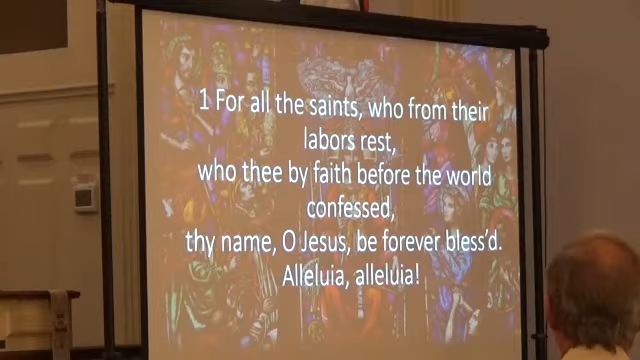 1 For all the saints, who from their
labors rest,
who thee by faith before the world
confessed,
thy name, O Jesus, be forever bless'd.
Alleluia, alleluia!